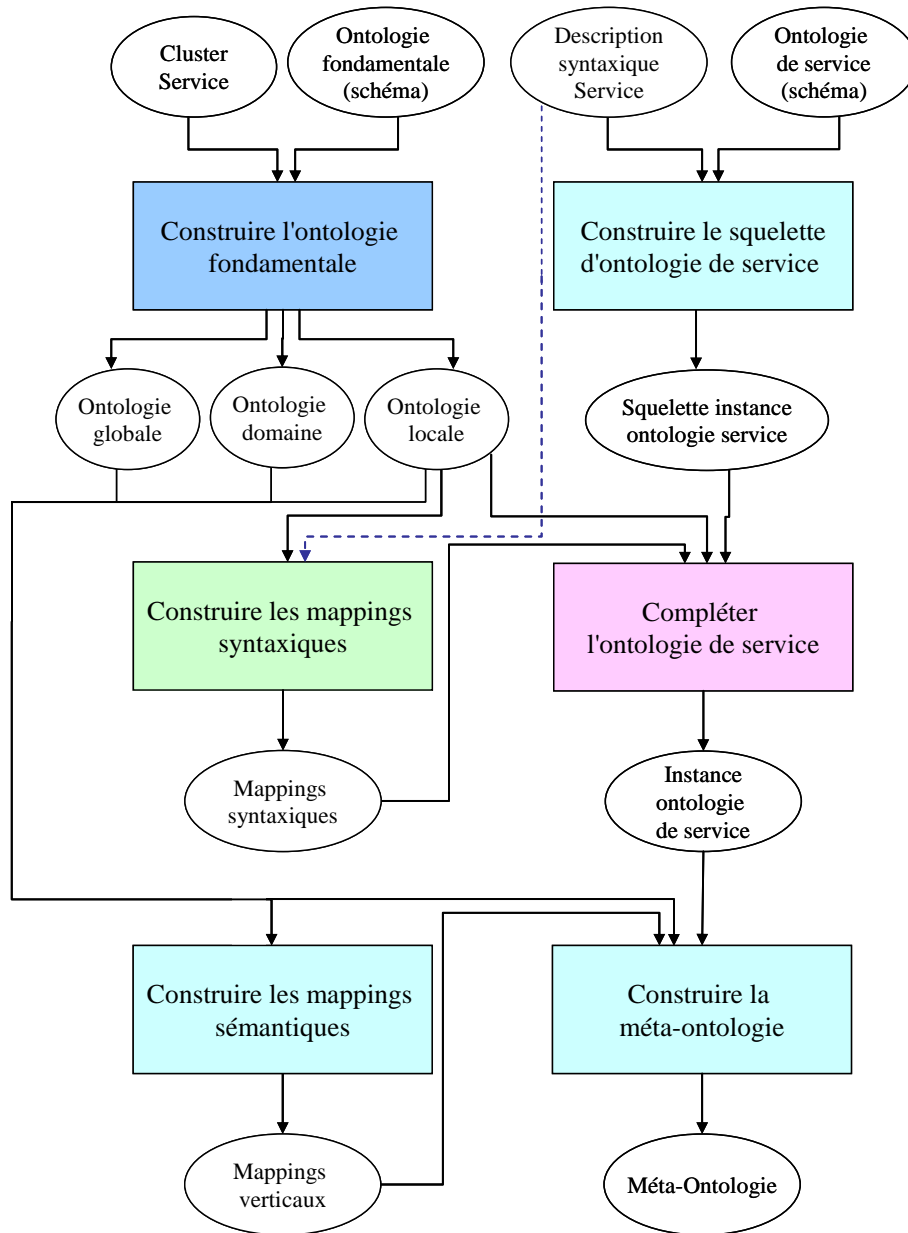 Cluster
Service
Ontologie
fondamentale
(schéma)
Description
syntaxique
Service
Ontologie
de service
(schéma)
Construire l'ontologie
fondamentale
Construire le squelette
d'ontologie de service
Ontologie
globale
Ontologie
domaine
Ontologie
locale
Squelette instance
ontologie service
Construire les mappings
syntaxiques
Compléter
l'ontologie de service
Mappings
syntaxiques
Instance
ontologie
de service
Construire les mappings
sémantiques
Construire la
méta-ontologie
Mappings
verticaux
Méta-Ontologie